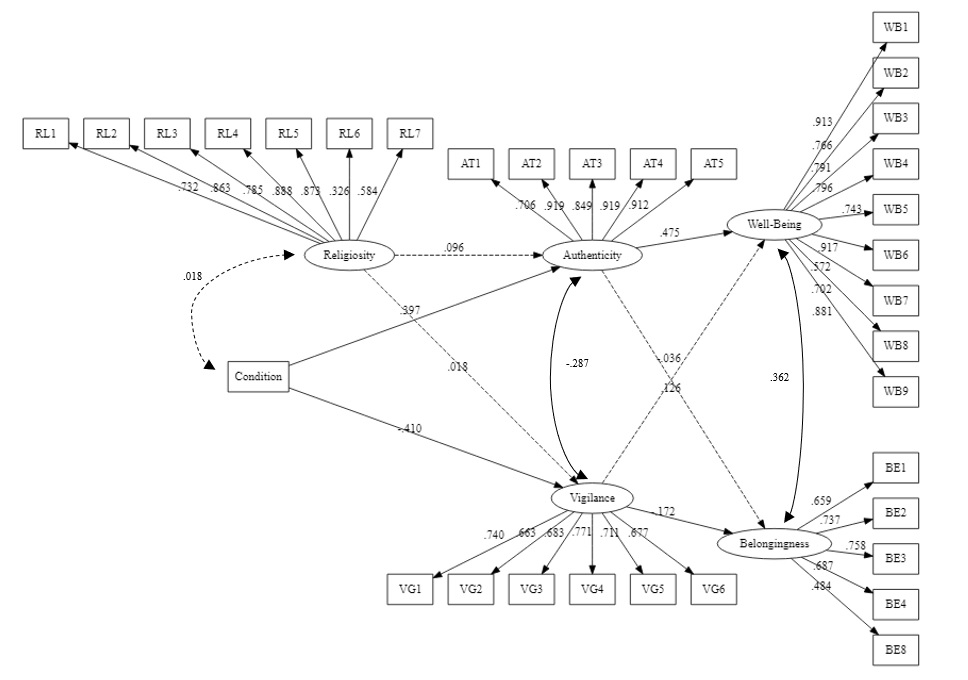 WB1
WB2
WB3
WB4
WB5
WB6
WB7
WB8
WB9
.913
.766
.791
.796
.743
.917
.572
.702
.881
RL1 RL2 RL3 RL4 RL5 RL6 RL7
.732 .863 .785 .888 .873 .326 .584
AT1 AT2 AT3 AT4 AT5
.706 .919 .849 .919 .912
Well-Being
.475
Religiosity
.096
Authenticity
.018
.397
.018
-.287
-.036
.126
.362
Condition
-.410
Vigilance
-.172
.740 .663 .683 .771 .711 .677
VG1 VG2 VG3 VG4 VG5 VG6
Belongingness
.659
.737
.758
.687
.484
BE1
BE2
BE3
BE4
BE8